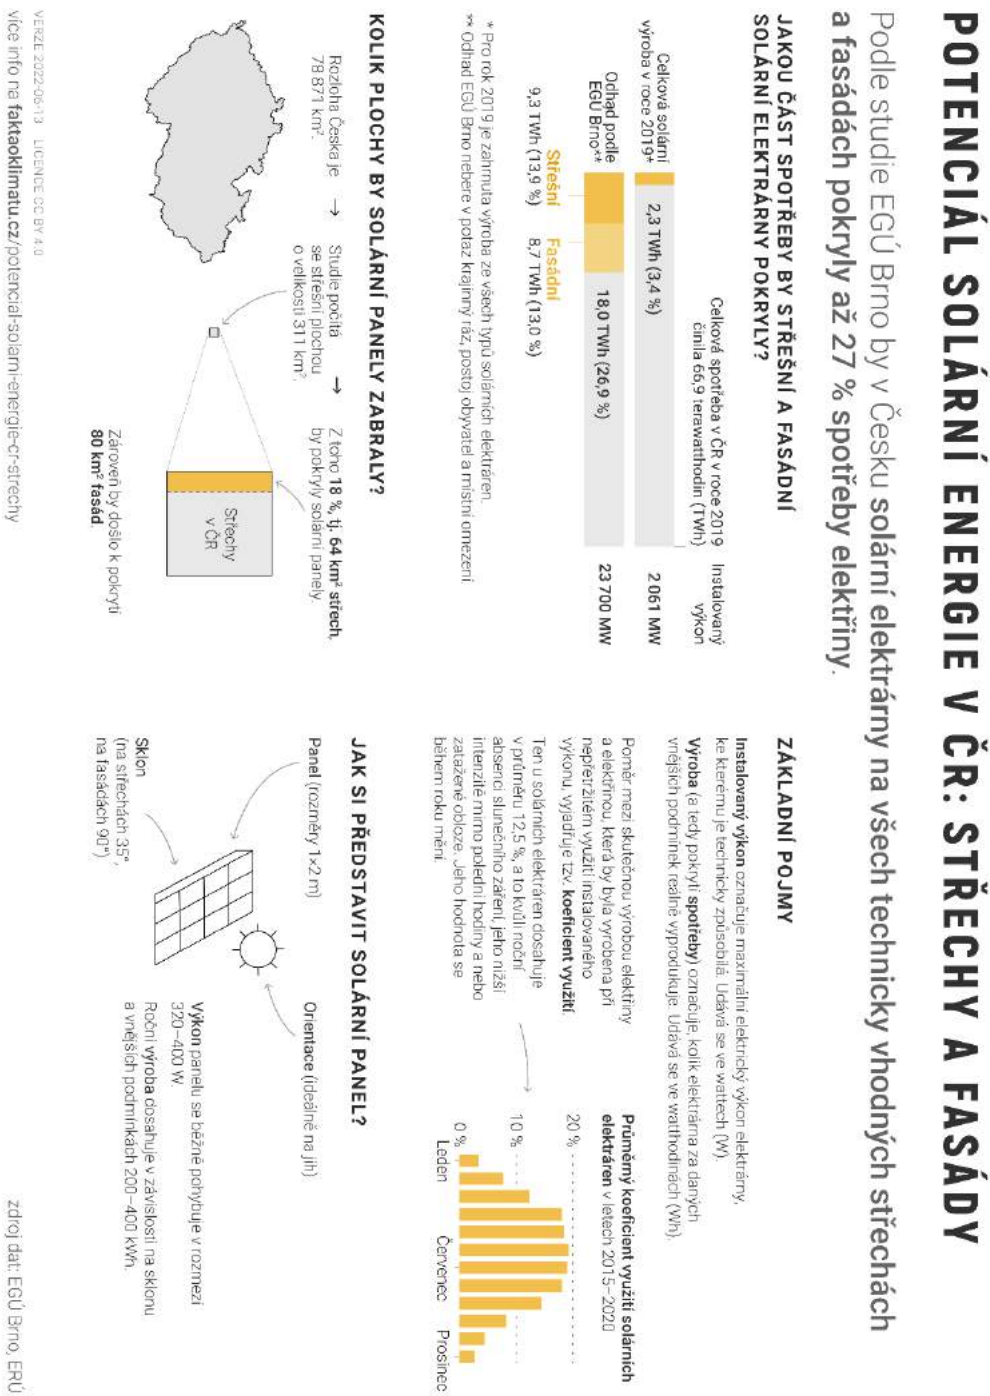 POTENCIÁL SOLÁRNÍ ENERGIE V ČR: STŘECHY A FASÁDY
Podle studie EGÚ Brno by v Česku solární elektrárny na všech technicky vhodných střechách
a fasádách pokryly až 27 % spotřeby elektřiny.
JAKOU ČÁST SPOTŘEBY BY STŘEŠNÍ A FASÁDNÍ
SOLÁRNÍ ELEKTRÁRNY POKRYLY?
Celková spotřeba v ČR v roce 2019
činila 66,9 terawatthodin (TWh)
Instalovaný
výkon
Celková solární
výroba v roce 2019*
2,3 TWh (3,4 %)
2 061 MW
Odhad podle
EGÚ Brno**
18,0 TWh (26,9 %)
23 700 MW
Střešní
9,3 TWh (13,9 %)
Fasádní
8,7 TWh (13,0 %)
* Pro rok 2019 je zahrnuta výroba ze všech typů solárních elektráren.
** Odhad EGÚ Brno nebere v potaz krajinný ráz, postoj obyvatel a místní omezení
KOLIK PLOCHY BY SOLÁRNÍ PANELY ZABRALY?
Rozloha Česka je
78 871 km².
→
Studie počítá
se střešní plochou
o velikosti 311 km².
→
Z toho 18 %, tj. 64 km² střech,
by pokryly solární panely.
Střechy
v ČR
Zároveň by došlo k pokrytí
80 km² fasád.
ZÁKLADNÍ POJMY
Instalovaný výkon označuje maximální elektrický výkon elektrárny,
ke kterému je technicky způsobilá. Udává se ve wattech (W).
Výroba (a tedy pokrytí spotřeby) označuje, kolik elektrárna za daných
vnějších podmínek reálně vyprodukuje. Udává se ve watthodinách (Wh).
Poměr mezi skutečnou výrobou elektřiny
a elektřinou, která by byla vyrobena při
nepřetržitém využití instalovaného
výkonu, vyjadřuje tzv. koeficient využití.
Ten u solárních elektráren dosahuje
v průměru 12,5 %, a to kvůli noční
absenci slunečního záření, jeho nižší
intenzitě mimo polední hodiny a nebo
zatažené obloze. Jeho hodnota se
během roku mění.
Průměrný koeficient využití solárních
elektráren v letech 2015–2020
20 %
10 %
0 %
Leden
Červenec
Prosinec
JAK SI PŘEDSTAVIT SOLÁRNÍ PANEL?
Panel (rozměry 1×2 m)
Orientace (ideálně na jih)
Sklon
(na střechách 35°,
na fasádách 90°)
Výkon panelu se běžně pohybuje v rozmezí
320–400 W.
Roční výroba dosahuje v závislosti na sklonu
a vnějších podmínkách 200–400 kWh.
VERZE 2022-06-13 LICENCE CC BY 4.0
více info na faktaoklimatu.cz/potencial-solarni-energie-cr-strechy
zdroj dat: EGÚ Brno, ERÚ